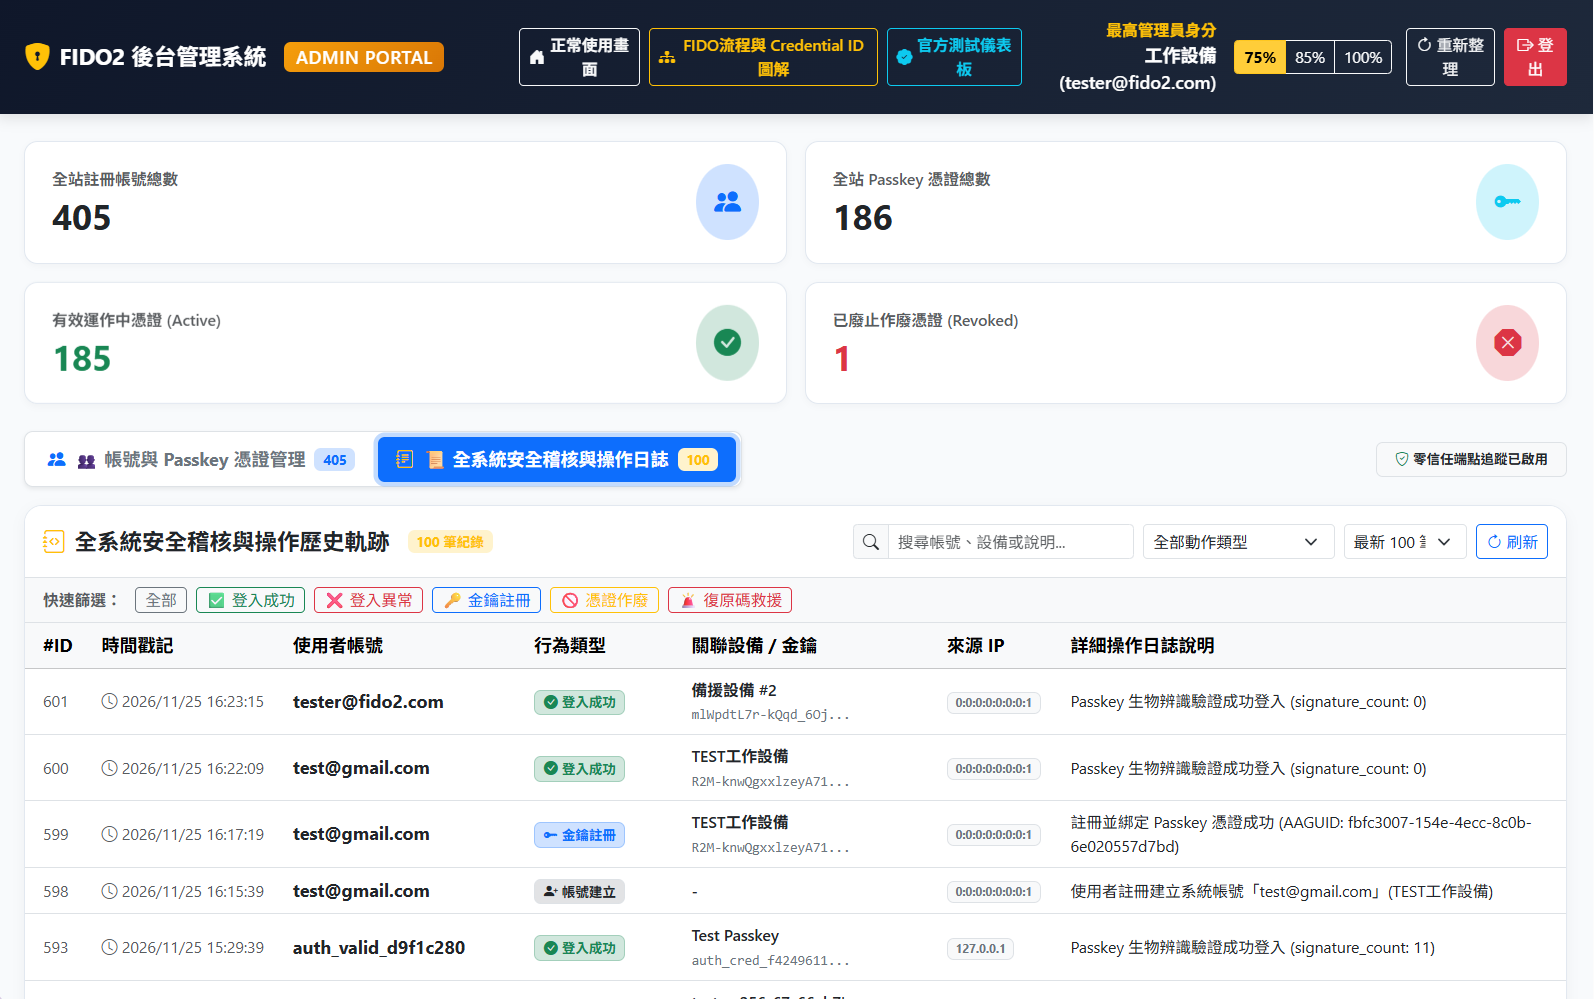 FIDO2 後台管理系統
ADMIN PORTAL
正常使用畫
面
FIDO流程與 Credential ID
圖解
官方測試儀表
板
最高管理員身分
工作設備
(tester@fido2.com)
75%
85%
100%
重新整
理
登
出
全站註冊帳號總數
405
全站 Passkey 憑證總數
186
有效運作中憑證 (Active)
185
已廢止作廢憑證 (Revoked)
1
帳號與 Passkey 憑證管理
405
全系統安全稽核與操作日誌
100
零信任端點追蹤已啟用
全系統安全稽核與操作歷史軌跡
100 筆紀錄
搜尋帳號、設備或說明...
全部動作類型
最新 100
刷新
快速篩選：
全部
登入成功
登入異常
金鑰註冊
憑證作廢
復原碼救援
#ID 時間戳記 使用者帳號 行為類型 關聯設備 / 金鑰 來源 IP 詳細操作日誌說明
601 2026/11/25 16:23:15 tester@fido2.com 登入成功 備援設備 #2 0:0:0:0:0:0:0:1 Passkey 生物辨識驗證成功登入 (signature_count: 0)
mlWpdtL7r-kQqd_6Oj...
600 2026/11/25 16:22:09 test@gmail.com 登入成功 TEST工作設備 0:0:0:0:0:0:0:1 Passkey 生物辨識驗證成功登入 (signature_count: 0)
R2M-knwQgxxlzeyA71...
599 2026/11/25 16:17:19 test@gmail.com 金鑰註冊 TEST工作設備 0:0:0:0:0:0:0:1 註冊並綁定 Passkey 憑證成功 (AAGUID: fbfc3007-154e-4ecc-8c0b-
R2M-knwQgxxlzeyA71... 6e020557d7bd)
598 2026/11/25 16:15:39 test@gmail.com 帳號建立 - 0:0:0:0:0:0:0:1 使用者註冊建立系統帳號「test@gmail.com」(TEST工作設備)
593 2026/11/25 15:29:39 auth_valid_d9f1c280 登入成功 Test Passkey 127.0.0.1 Passkey 生物辨識驗證成功登入 (signature_count: 11)
auth_cred_f4249611...